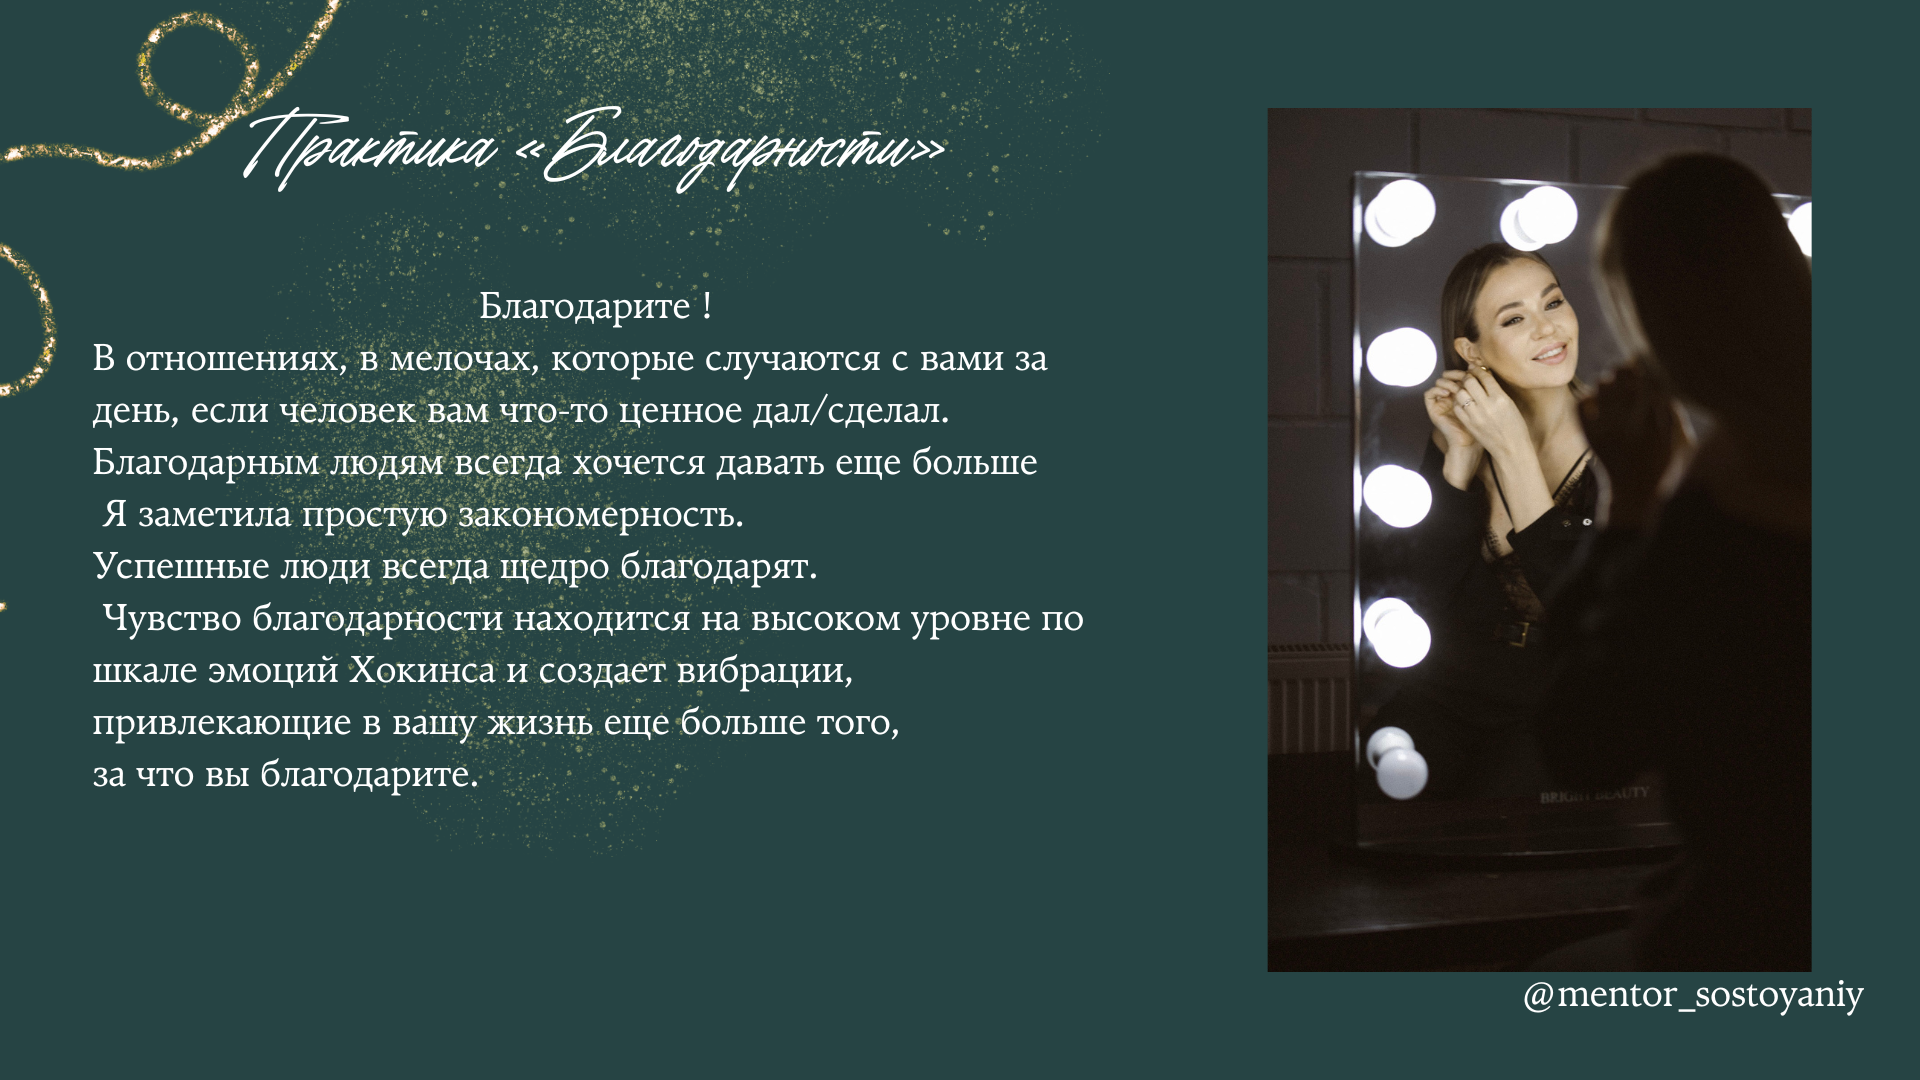 Практика «Благодарности»
Благодарите !
В отношениях, в мелочах, которые случаются с вами за
день, если человек вам что-то ценное дал/сделал.
Благодарным людям всегда хочется давать еще больше
Я заметила простую закономерность.
Успешные люди всегда щедро благодарят.
Чувство благодарности находится на высоком уровне по
шкале эмоций Хокинса и создает вибрации,
привлекающие в вашу жизнь еще больше того,
за что вы благодарите.
BRIGHT BEAUTY
@mentor_sostoyaniy